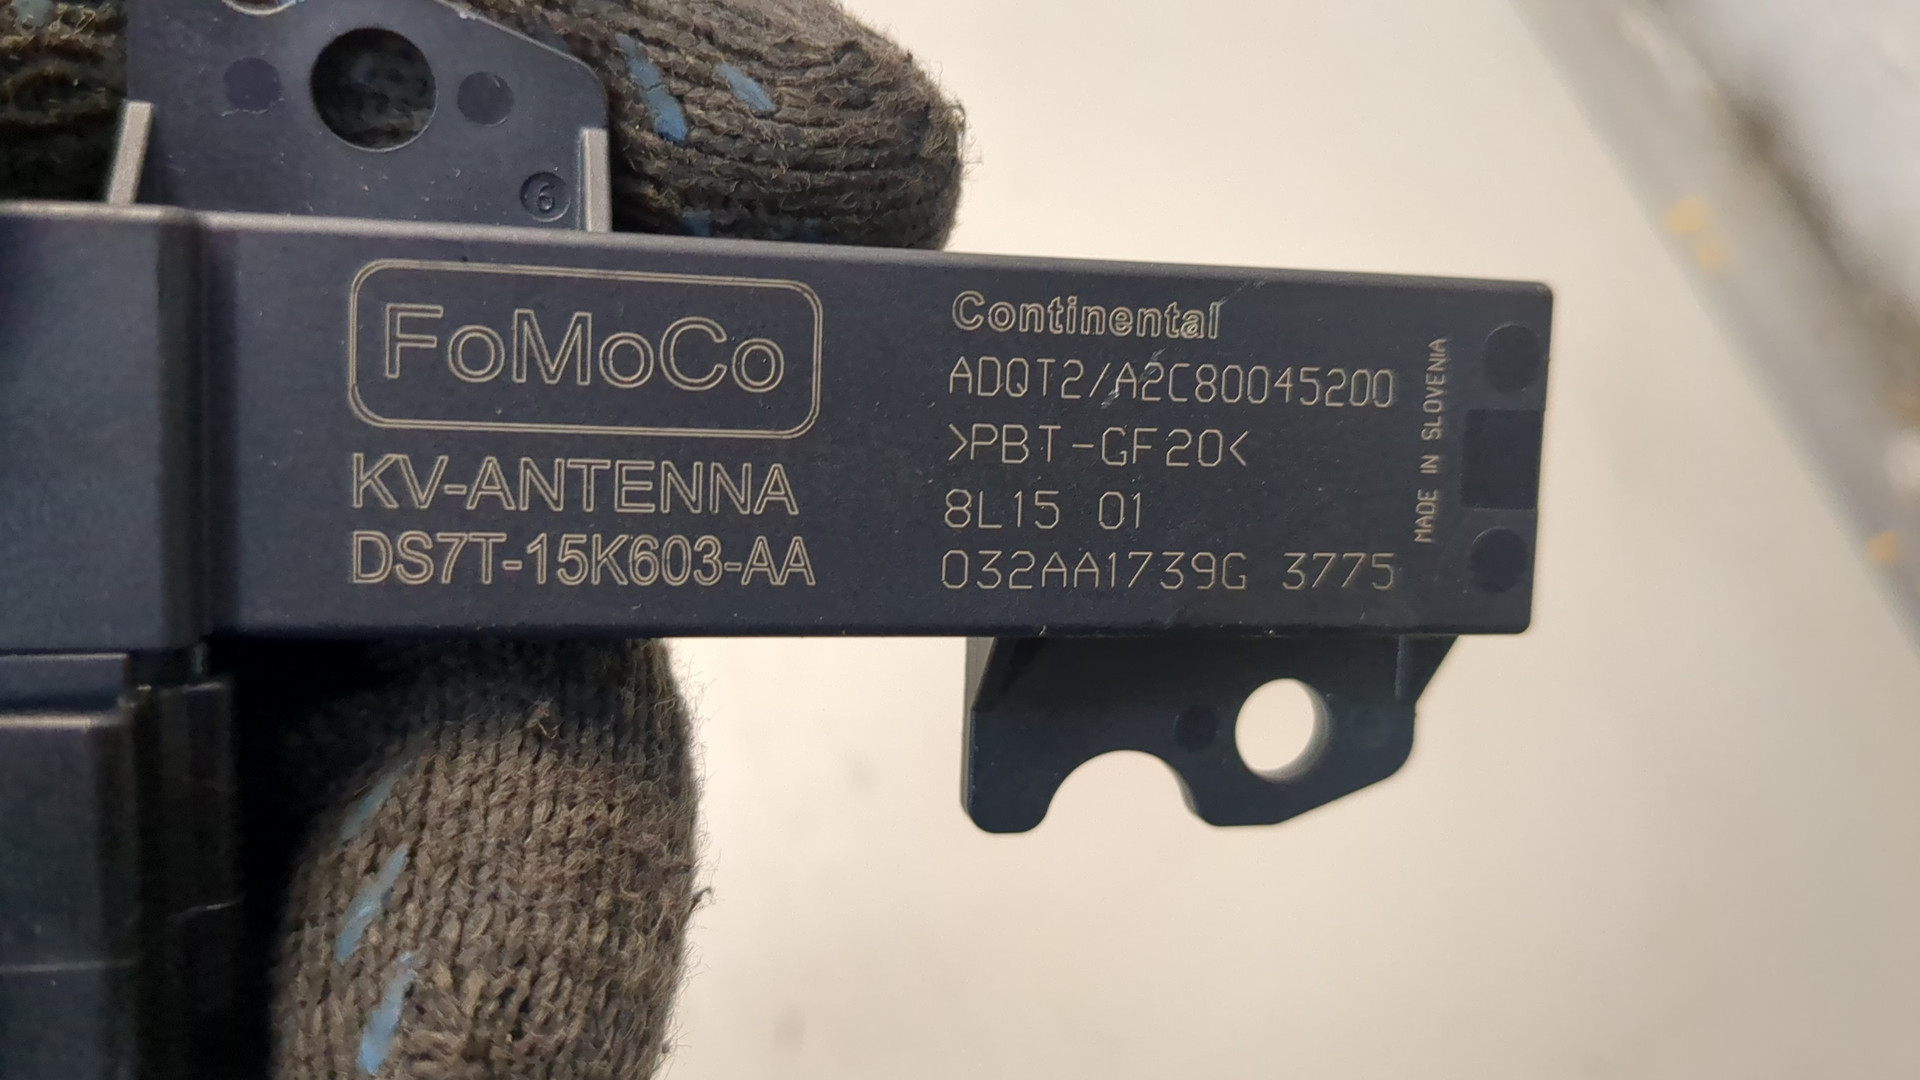 6
FoMoCo
KV-ANTENNA
DS7T-15K603-AA
Continental
ADQT2/A2C80045200
>PBT-GF20<
8L15 01
032AA1739G 3775
MADE IN SLOVENIA